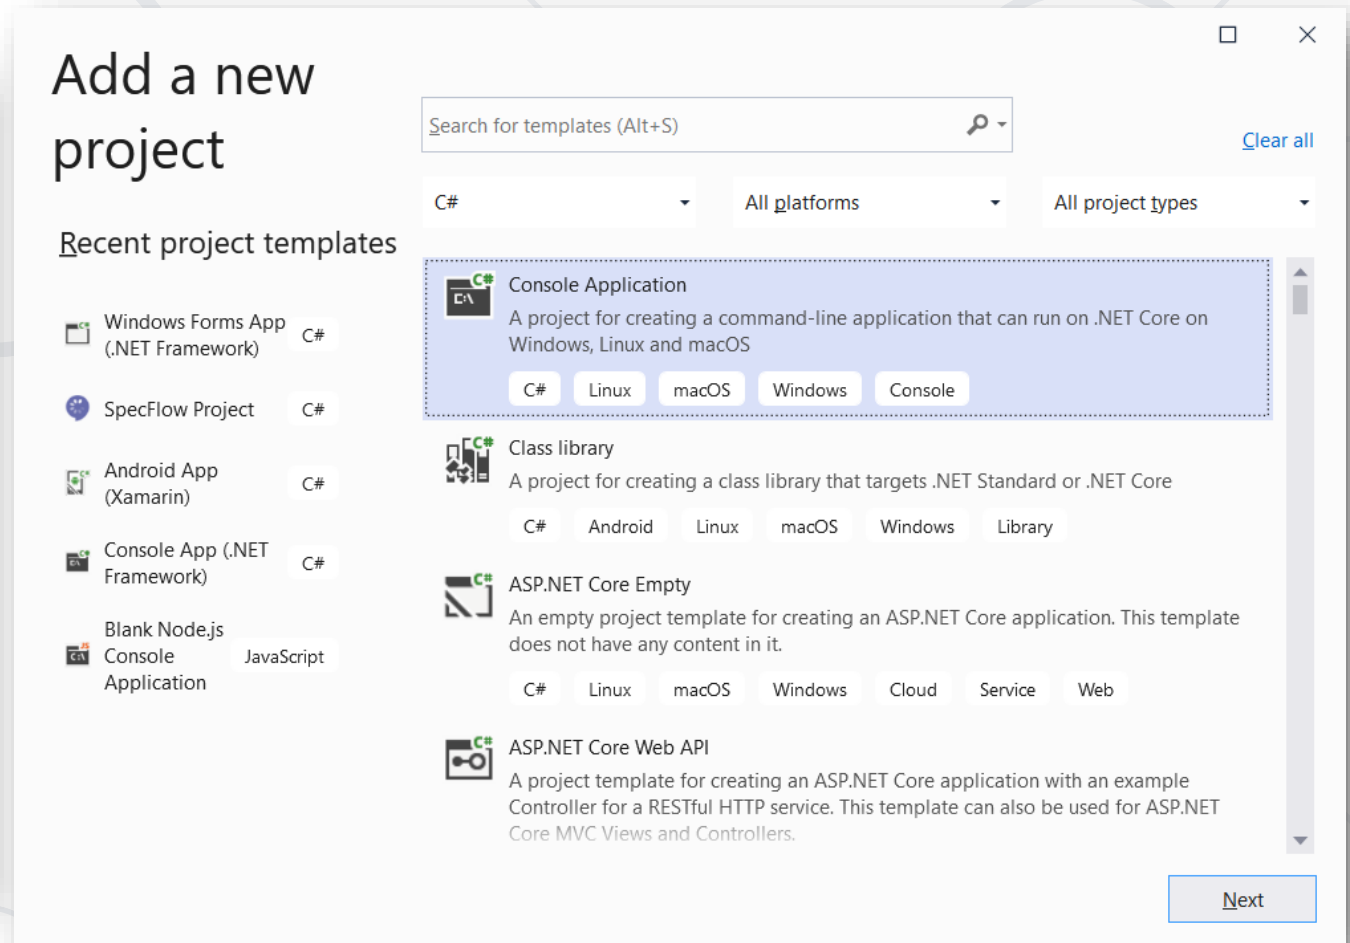 Add a new
project
Search for templates (Alt+S)
Clear all
C#
All platforms
All project types
Recent project templates
Windows Forms App
(.NET Framework)
C#
SpecFlow Project
C#
Android App
(Xamarin)
C#
Console App (.NET
Framework)
C#
Blank Node.js
Console
Application
JavaScript
C#
C:\
Console Application
A project for creating a command-line application that can run on .NET Core on
Windows, Linux and macOS
C# Linux macOS Windows Console
C#
Class library
A project for creating a class library that targets .NET Standard or .NET Core
C# Android Linux macOS Windows Library
C#
ASP.NET Core Empty
An empty project template for creating an ASP.NET Core application. This template
does not have any content in it.
C# Linux macOS Windows Cloud Service Web
C#
ASP.NET Core Web API
A project template for creating an ASP.NET Core application with an example
Controller for a RESTful HTTP service. This template can also be used for ASP.NET
Core MVC Views and Controllers.
Next